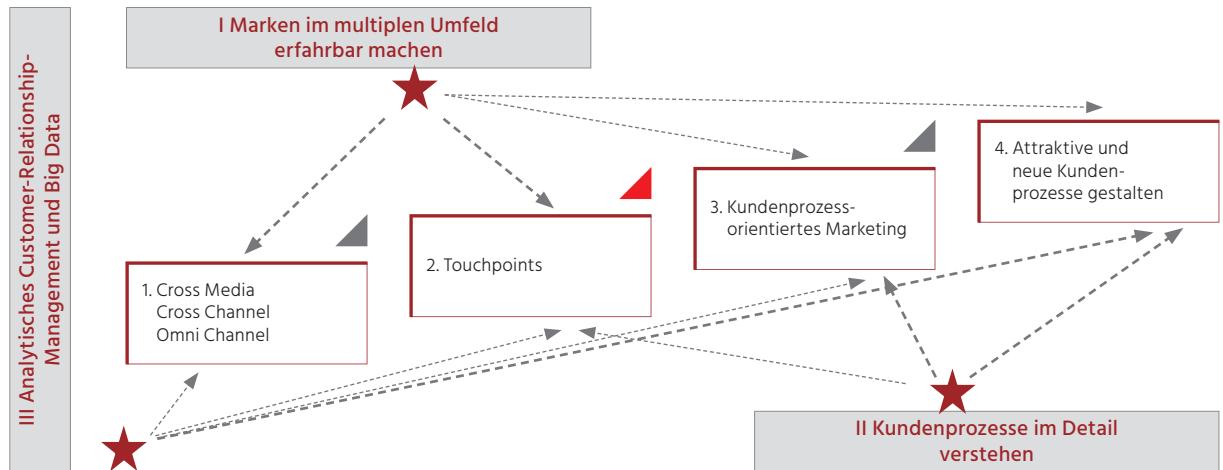 III Analytisches Customer-Relationship-
Management und Big Data
I Marken im multiplen Umfeld
erfahrbar machen
1. Cross Media
Cross Channel
Omni Channel
2. Touchpoints
3. Kundenprozess-
orientiertes Marketing
4. Attraktive und
neue Kunden-
prozesse gestalten
II Kundenprozesse im Detail
verstehen